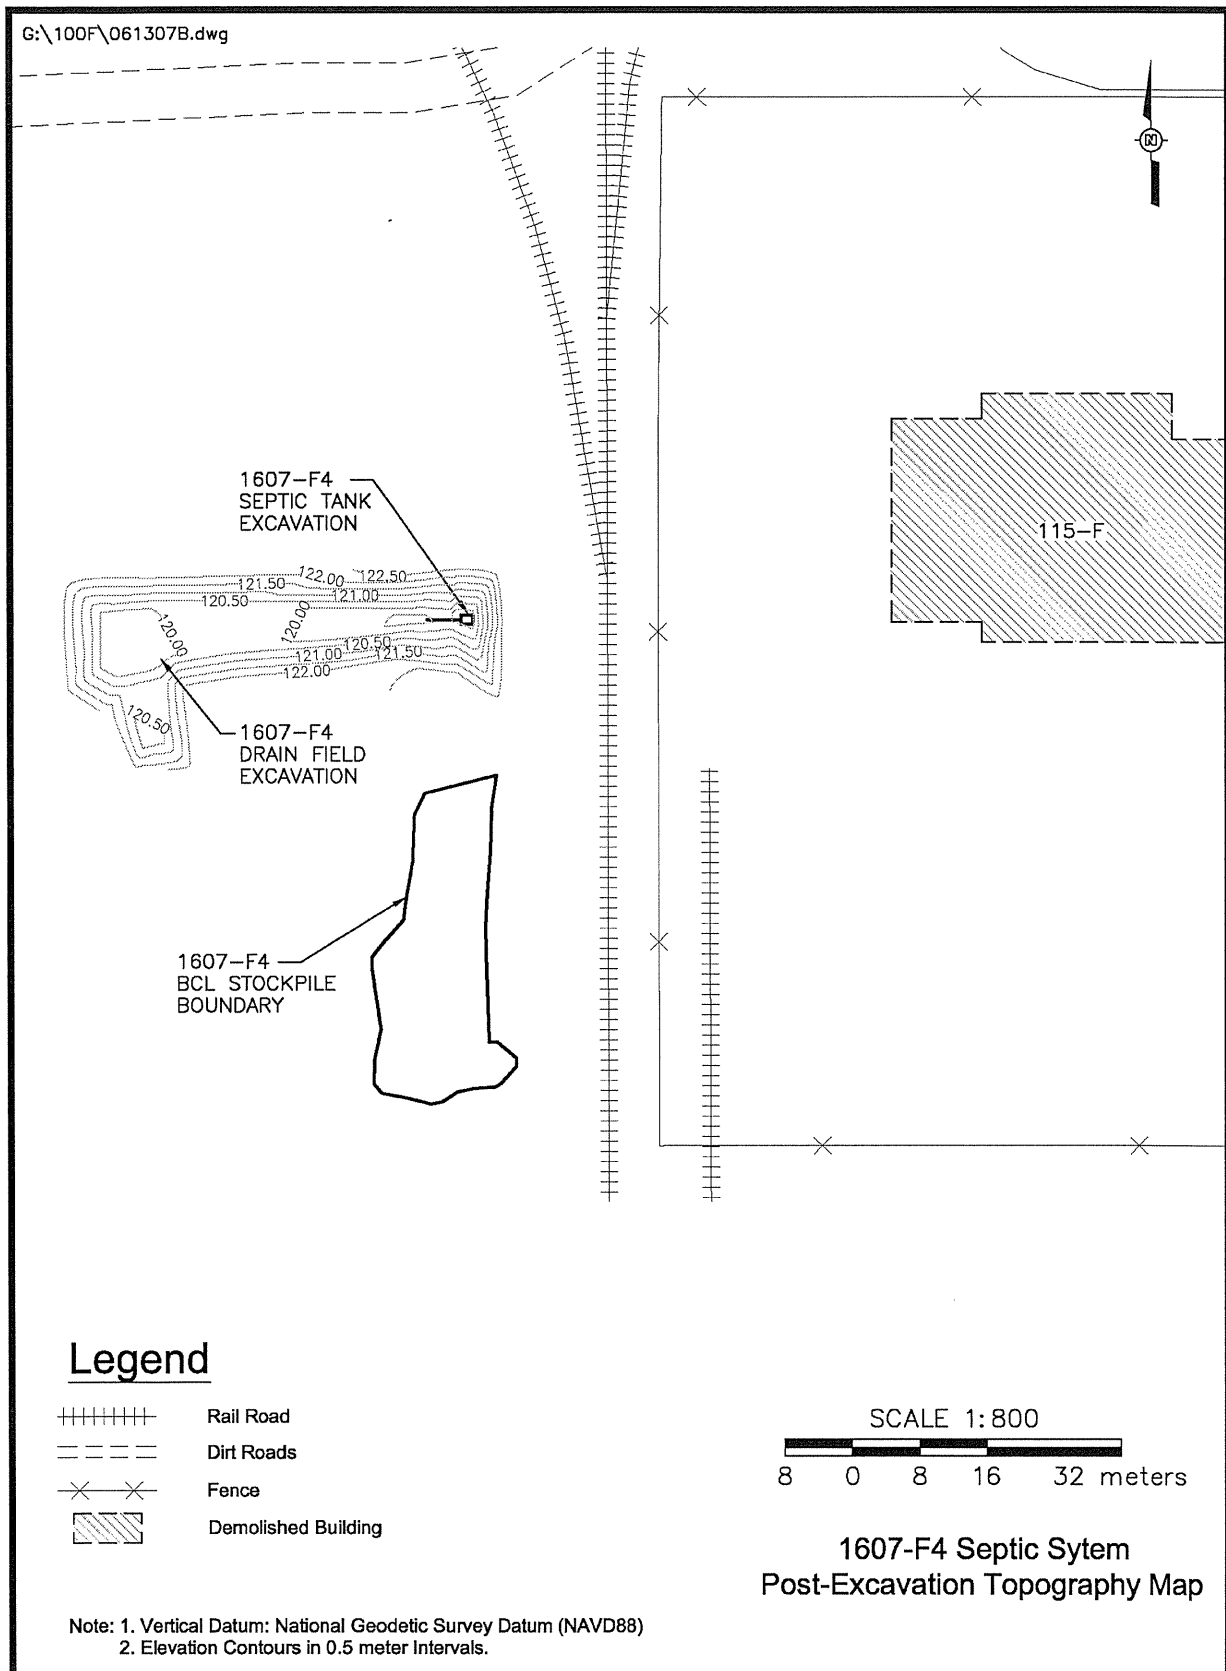 G:\100F\061307B.dwg
N
1607-F4
SEPTIC TANK
EXCAVATION
115-F
122.00
122.50
121.50
121.00
120.50
120.00
120.00
120.50
121.00
121.50
122.00
120.50
1607-F4
DRAIN FIELD
EXCAVATION
1607-F4
BCL STOCKPILE
BOUNDARY
Legend
Rail Road
Dirt Roads
Fence
Demolished Building
SCALE 1:800
8 0 8 16 32 meters
1607-F4 Septic Sytem
Post-Excavation Topography Map
Note: 1. Vertical Datum: National Geodetic Survey Datum (NAVD88)
2. Elevation Contours in 0.5 meter Intervals.